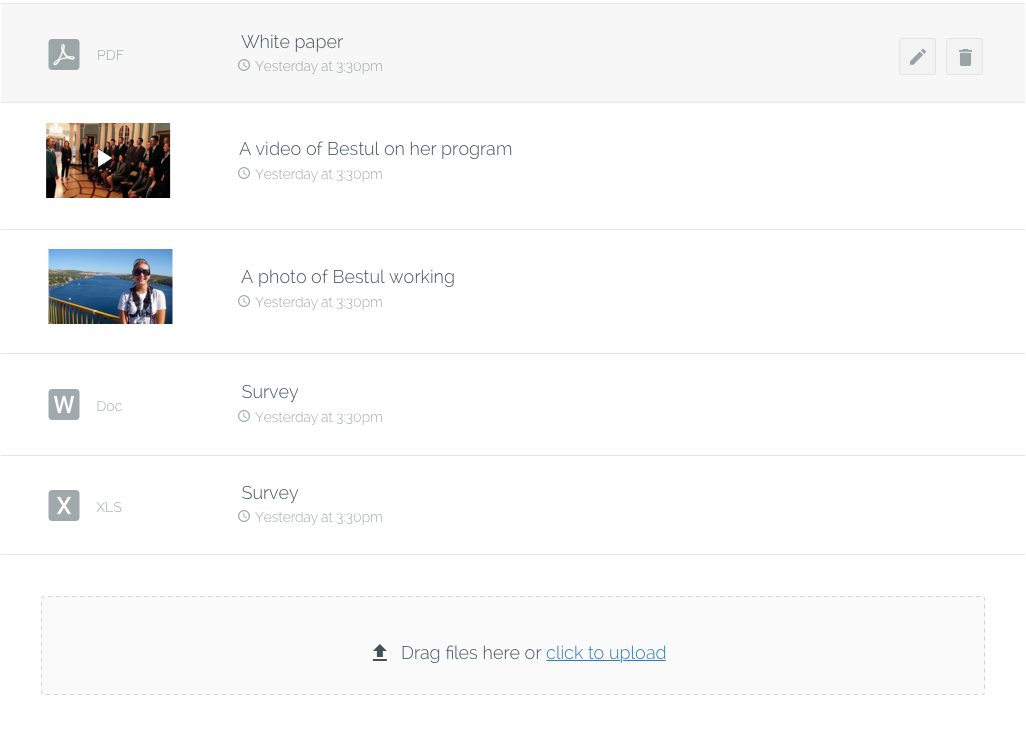 PDF
White paper
Yesterday at 3:30pm
A video of Bestul on her program
Yesterday at 3:30pm
A photo of Bestul working
Yesterday at 3:30pm
W Doc
Survey
Yesterday at 3:30pm
X XLS
Survey
Yesterday at 3:30pm
Drag files here or click to upload